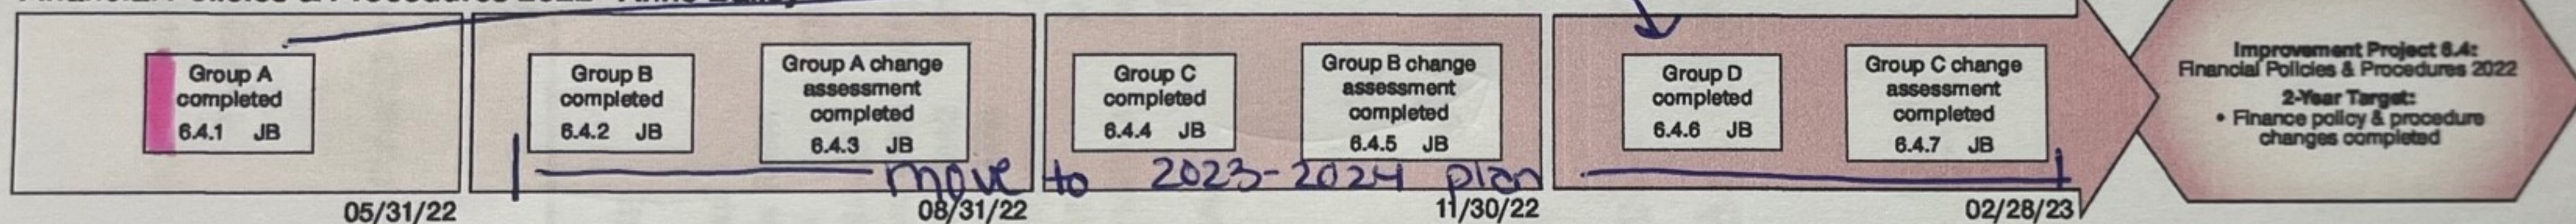 Group A
completed
6.4.1 JB
05/31/22
Group B
completed
6.4.2 JB
Group A change
assessment
completed
6.4.3 JB
08/31/22
Group C
completed
6.4.4 JB
Group B change
assessment
completed
6.4.5 JB
11/30/22
Group D
completed
6.4.6 JB
Group C change
assessment
completed
6.4.7 JB
02/28/23
move to 2023-2024 plan
Improvement Project 6.4:
Financial Policies & Procedures 2022
2-Year Target:
• Finance policy & procedure
changes completed